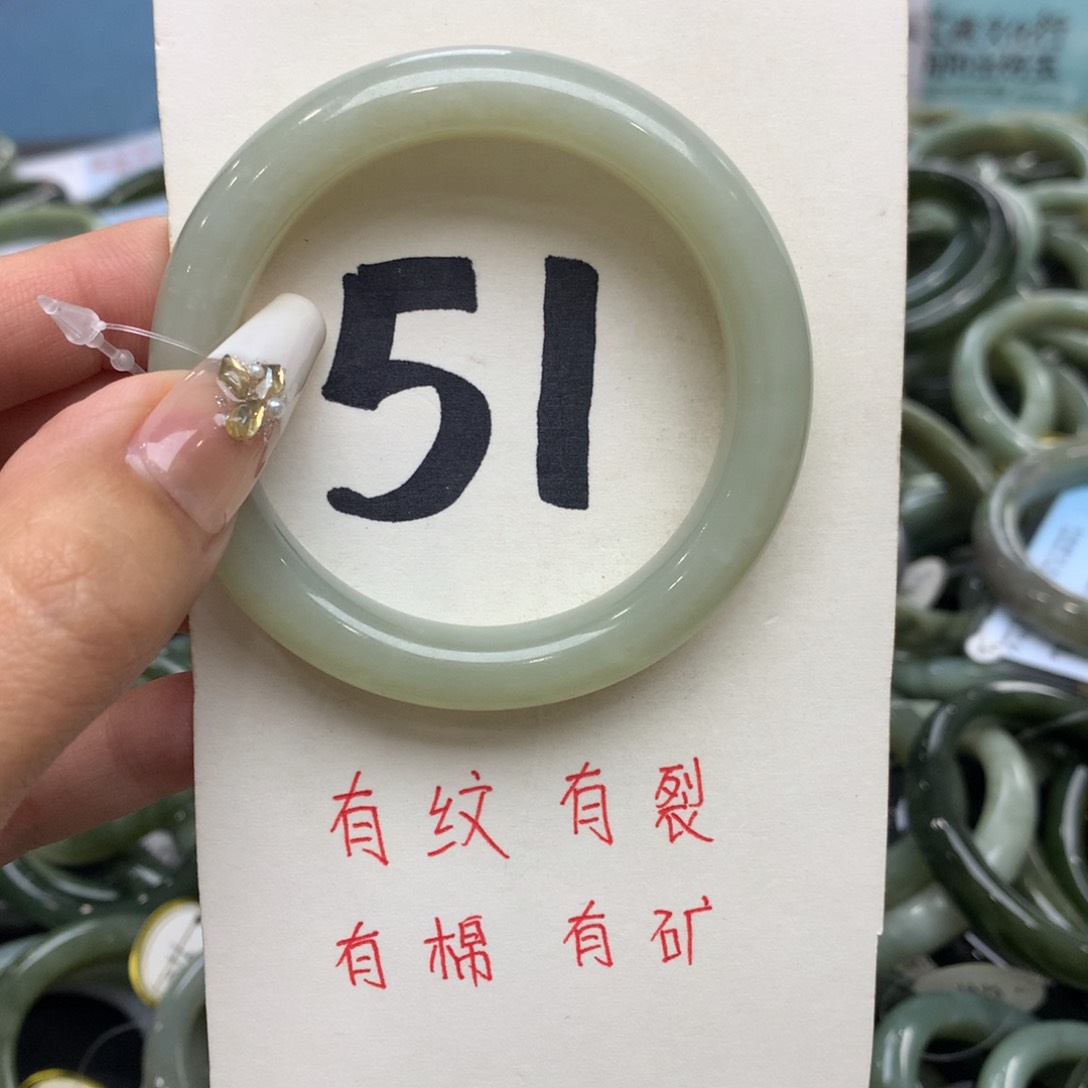 51
有纹 有裂
有棉 有矿